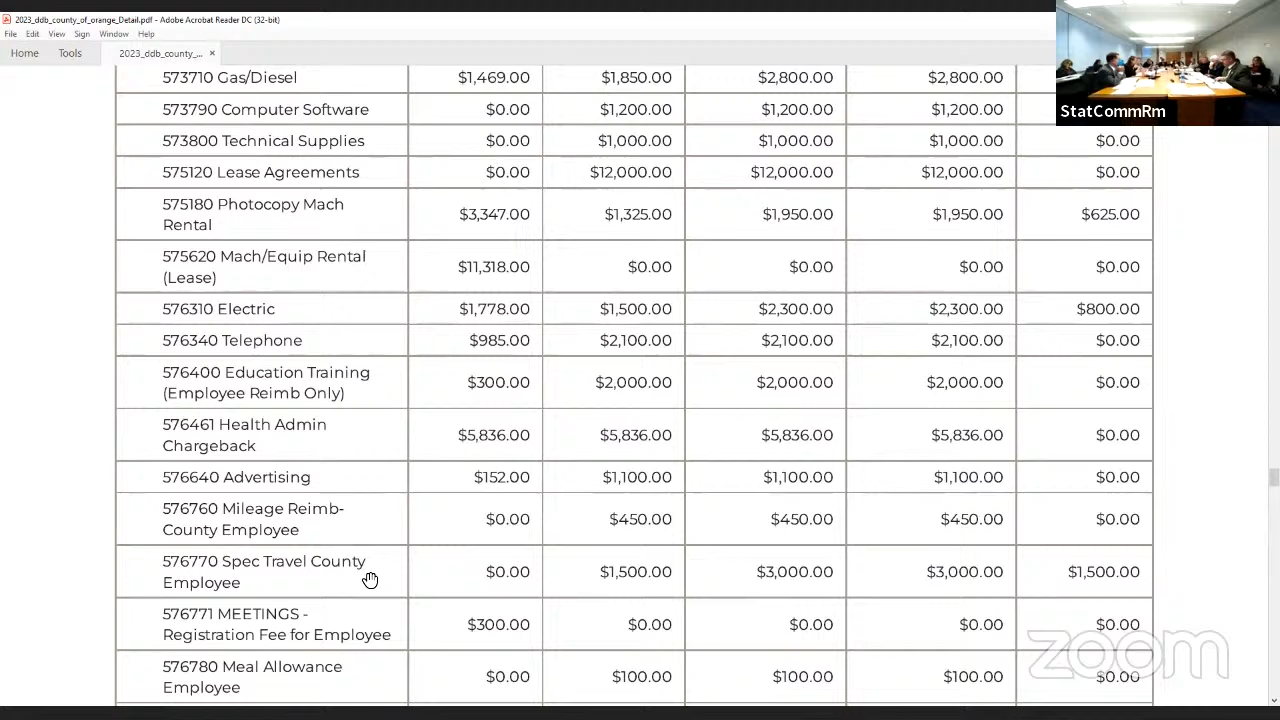 2023_ddb_county_of_orange_Detail.pdf - Adobe Acrobat Reader DC (32-bit)
File Edit View Sign Window Help
Home Tools 2023_ddb_county_... ×
StatCommRm
573710 Gas/Diesel $1,469.00 $1,850.00 $2,800.00 $2,800.00
573790 Computer Software $0.00 $1,200.00 $1,200.00 $1,200.00
573800 Technical Supplies $0.00 $1,000.00 $1,000.00 $1,000.00 $0.00
575120 Lease Agreements $0.00 $12,000.00 $12,000.00 $12,000.00 $0.00
575180 Photocopy Mach
Rental $3,347.00 $1,325.00 $1,950.00 $1,950.00 $625.00
575620 Mach/Equip Rental
(Lease) $11,318.00 $0.00 $0.00 $0.00 $0.00
576310 Electric $1,778.00 $1,500.00 $2,300.00 $2,300.00 $800.00
576340 Telephone $985.00 $2,100.00 $2,100.00 $2,100.00 $0.00
576400 Education Training
(Employee Reimb Only) $300.00 $2,000.00 $2,000.00 $2,000.00 $0.00
576461 Health Admin
Chargeback $5,836.00 $5,836.00 $5,836.00 $5,836.00 $0.00
576640 Advertising $152.00 $1,100.00 $1,100.00 $1,100.00 $0.00
576760 Mileage Reimb-
County Employee $0.00 $450.00 $450.00 $450.00 $0.00
576770 Spec Travel County
Employee $0.00 $1,500.00 $3,000.00 $3,000.00 $1,500.00
576771 MEETINGS -
Registration Fee for Employee $300.00 $0.00 $0.00 $0.00 $0.00
576780 Meal Allowance
Employee $0.00 $100.00 $100.00 $100.00 $0.00
zoom